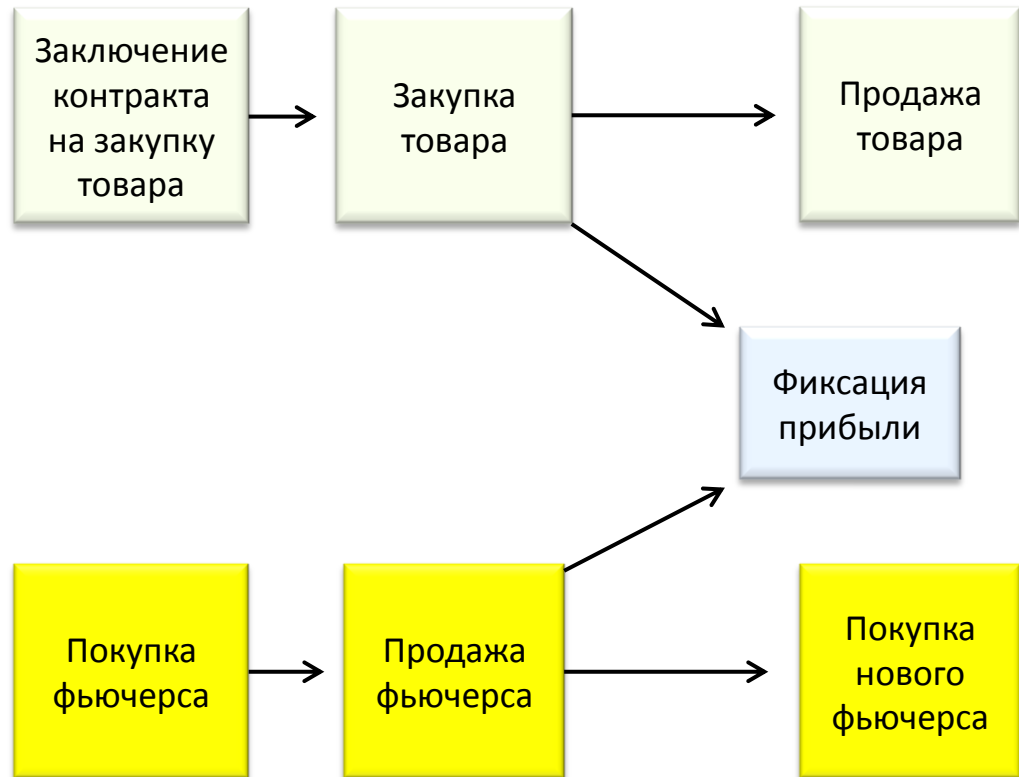 Заключение
контракта
на закупку
товара
Закупка
товара
Продажа
товара
Фиксация
прибыли
Покупка
фьючерса
Продажа
фьючерса
Покупка
нового
фьючерса